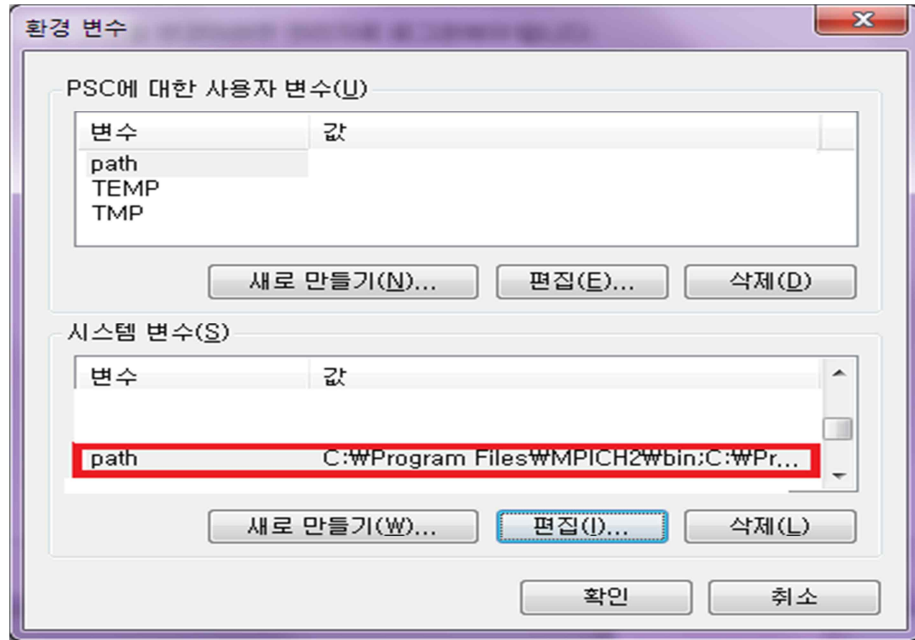 환경 변수
PSC에 대한 사용자 변수(U)
변수 값
path
TEMP
TMP
새로 만들기(N)... 편집(E)... 삭제(D)
시스템 변수(S)
변수 값
path C:₩Program Files₩MPICH2₩bin;C:₩Pr...
새로 만들기(W)... 편집(I)... 삭제(L)
확인 취소